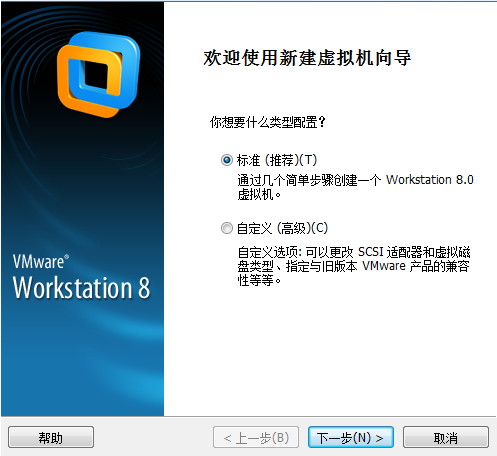 欢迎使用新建虚拟机向导
你想要什么类型配置？
标准 (推荐)(T)
通过几个简单步骤创建一个 Workstation 8.0
虚拟机。
自定义 (高级)(C)
自定义选项: 可以更改 SCSI 适配器和虚拟磁
盘类型、指定与旧版本 VMware 产品的兼容
性等等。
VMware®
Workstation 8
帮助
< 上一步(B)
下一步(N) >
取消